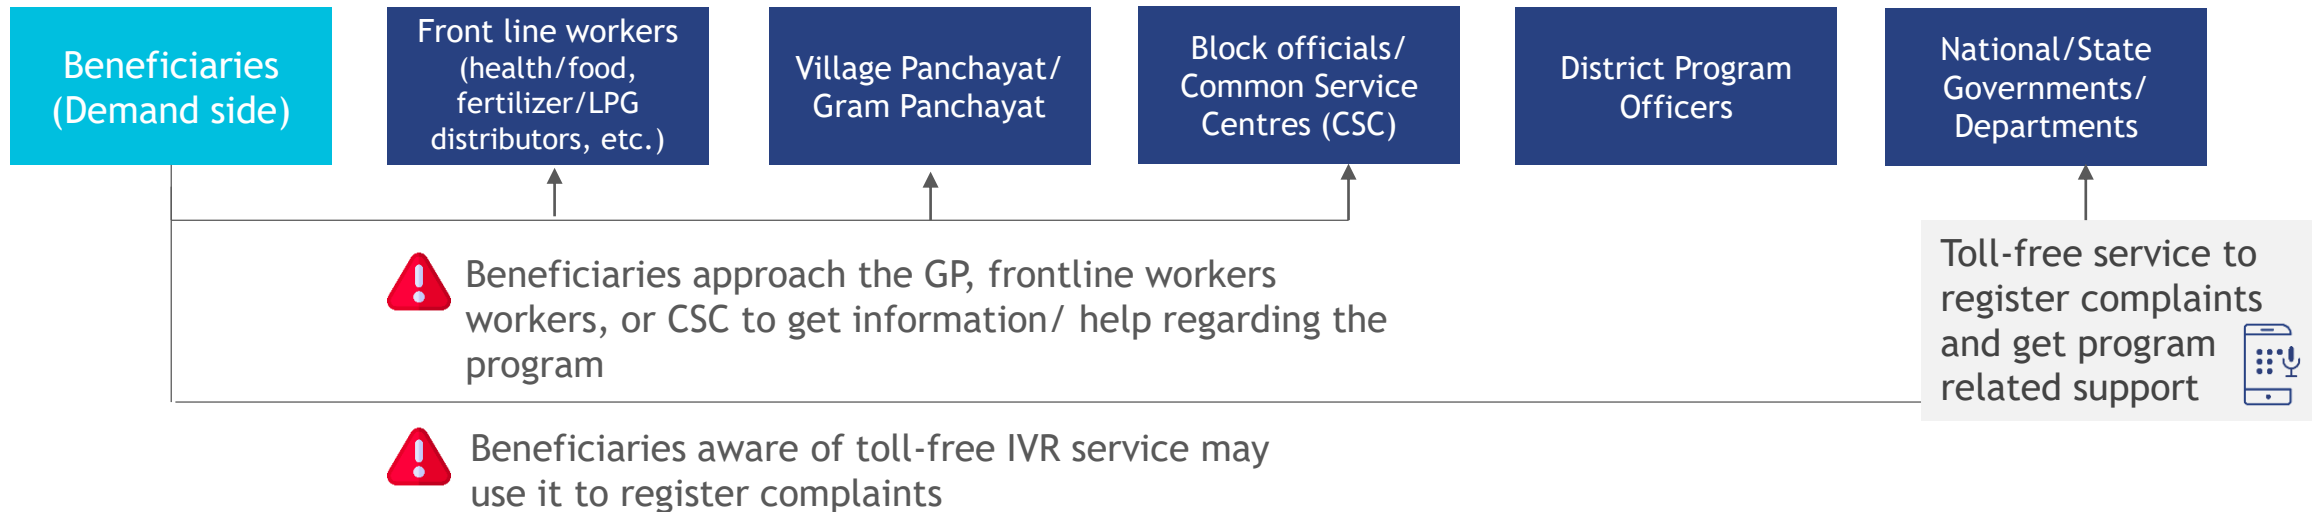 Beneficiaries
(Demand side)
Front line workers
(health/food,
fertilizer/LPG
distributors, etc.)
Village Panchayat/
Gram Panchayat
Block officials/
Common Service
Centres (CSC)
District Program
Officers
National/State
Governments/
Departments
Beneficiaries approach the GP, frontline workers
workers, or CSC to get information/ help regarding the
program
Toll-free service to
register complaints
and get program
related support
Beneficiaries aware of toll-free IVR service may
use it to register complaints